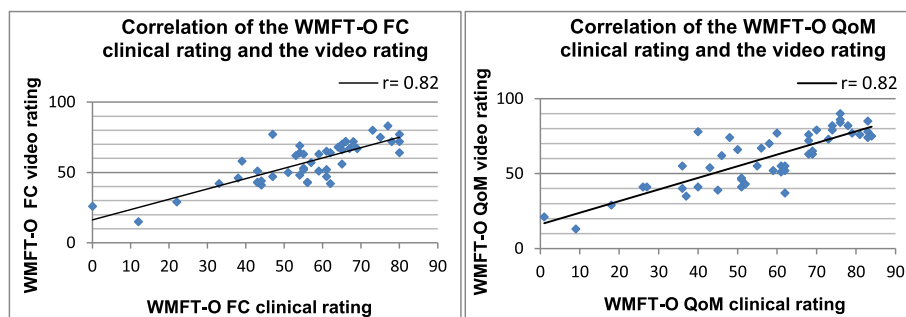 Correlation of the WMFT-O FC
clinical rating and the video rating
r= 0.82
WMFT-O FC video rating
100
50
0
0 10 20 30 40 50 60 70 80 90
WMFT-O FC clinical rating
Correlation of the WMFT-O QoM
clinical rating and the video rating
r= 0.82
WMFT-O QoM video rating
100
50
0
0 10 20 30 40 50 60 70 80 90
WMFT-O QoM clinical rating